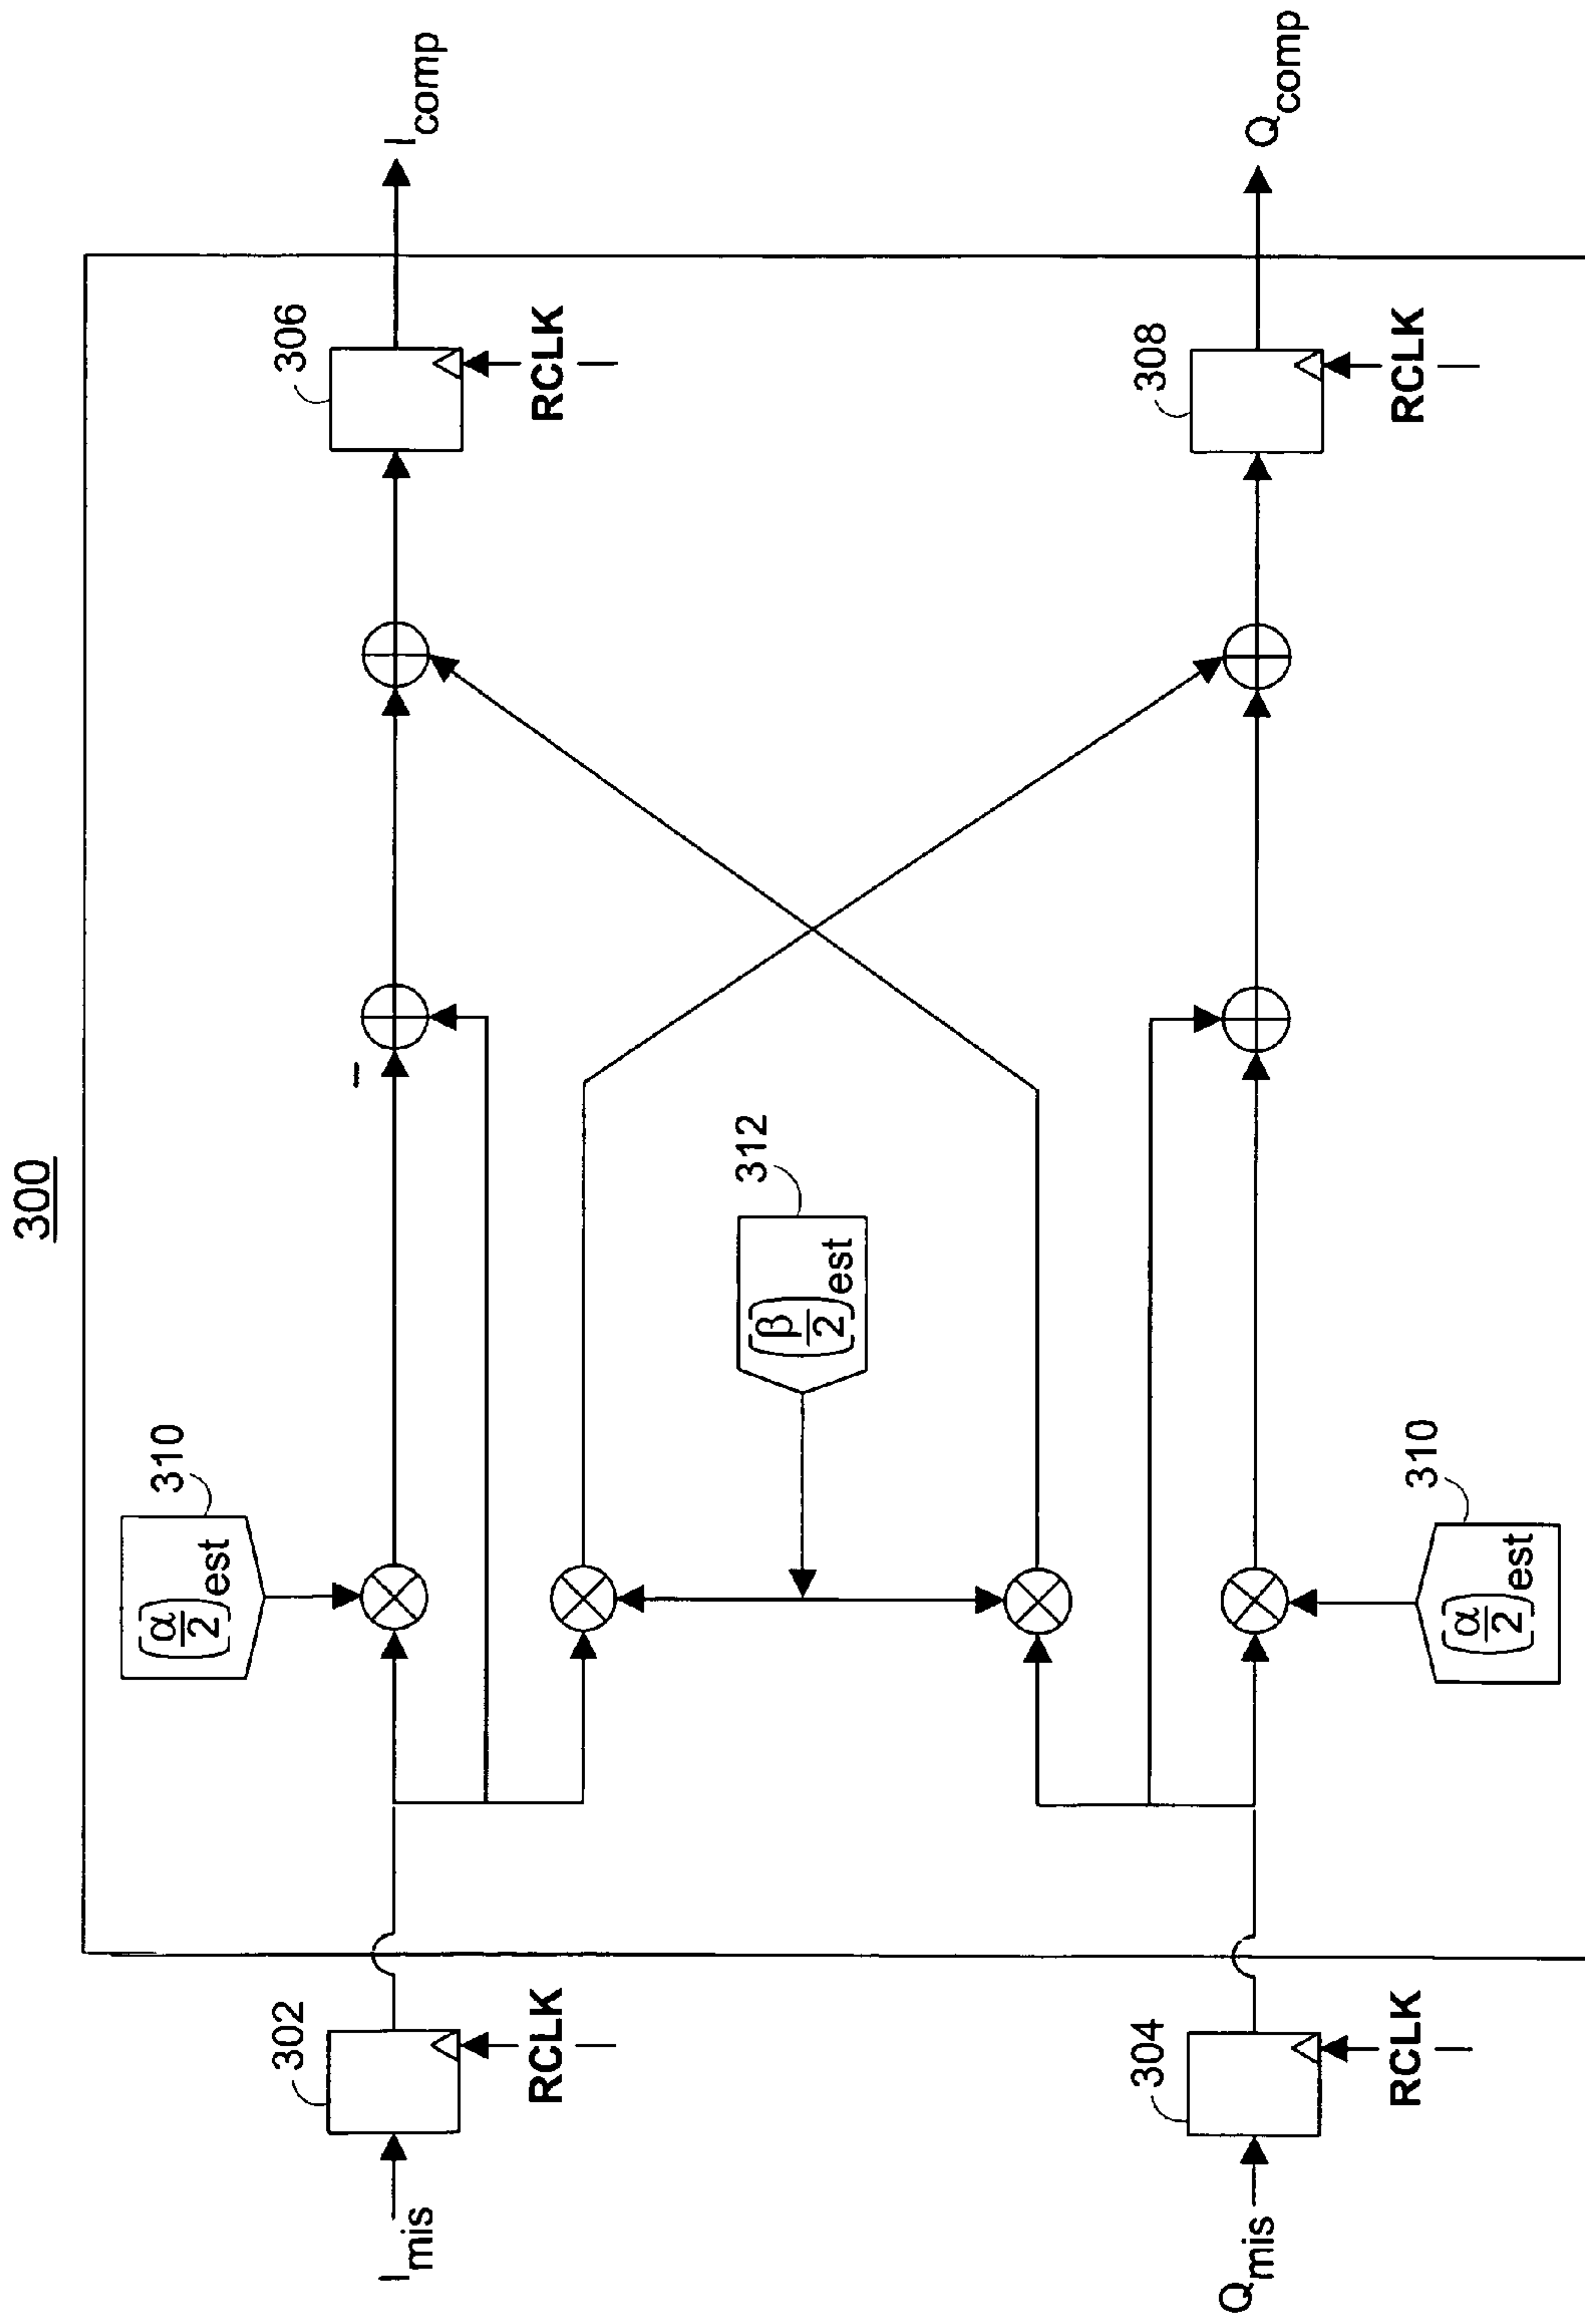 300
310
(α/2)est
306
I_mis
302
RCLK
RCLK
I_comp
312
(β/2)est
304
308
Q_mis
RCLK
RCLK
Q_comp
310
(α/2)est